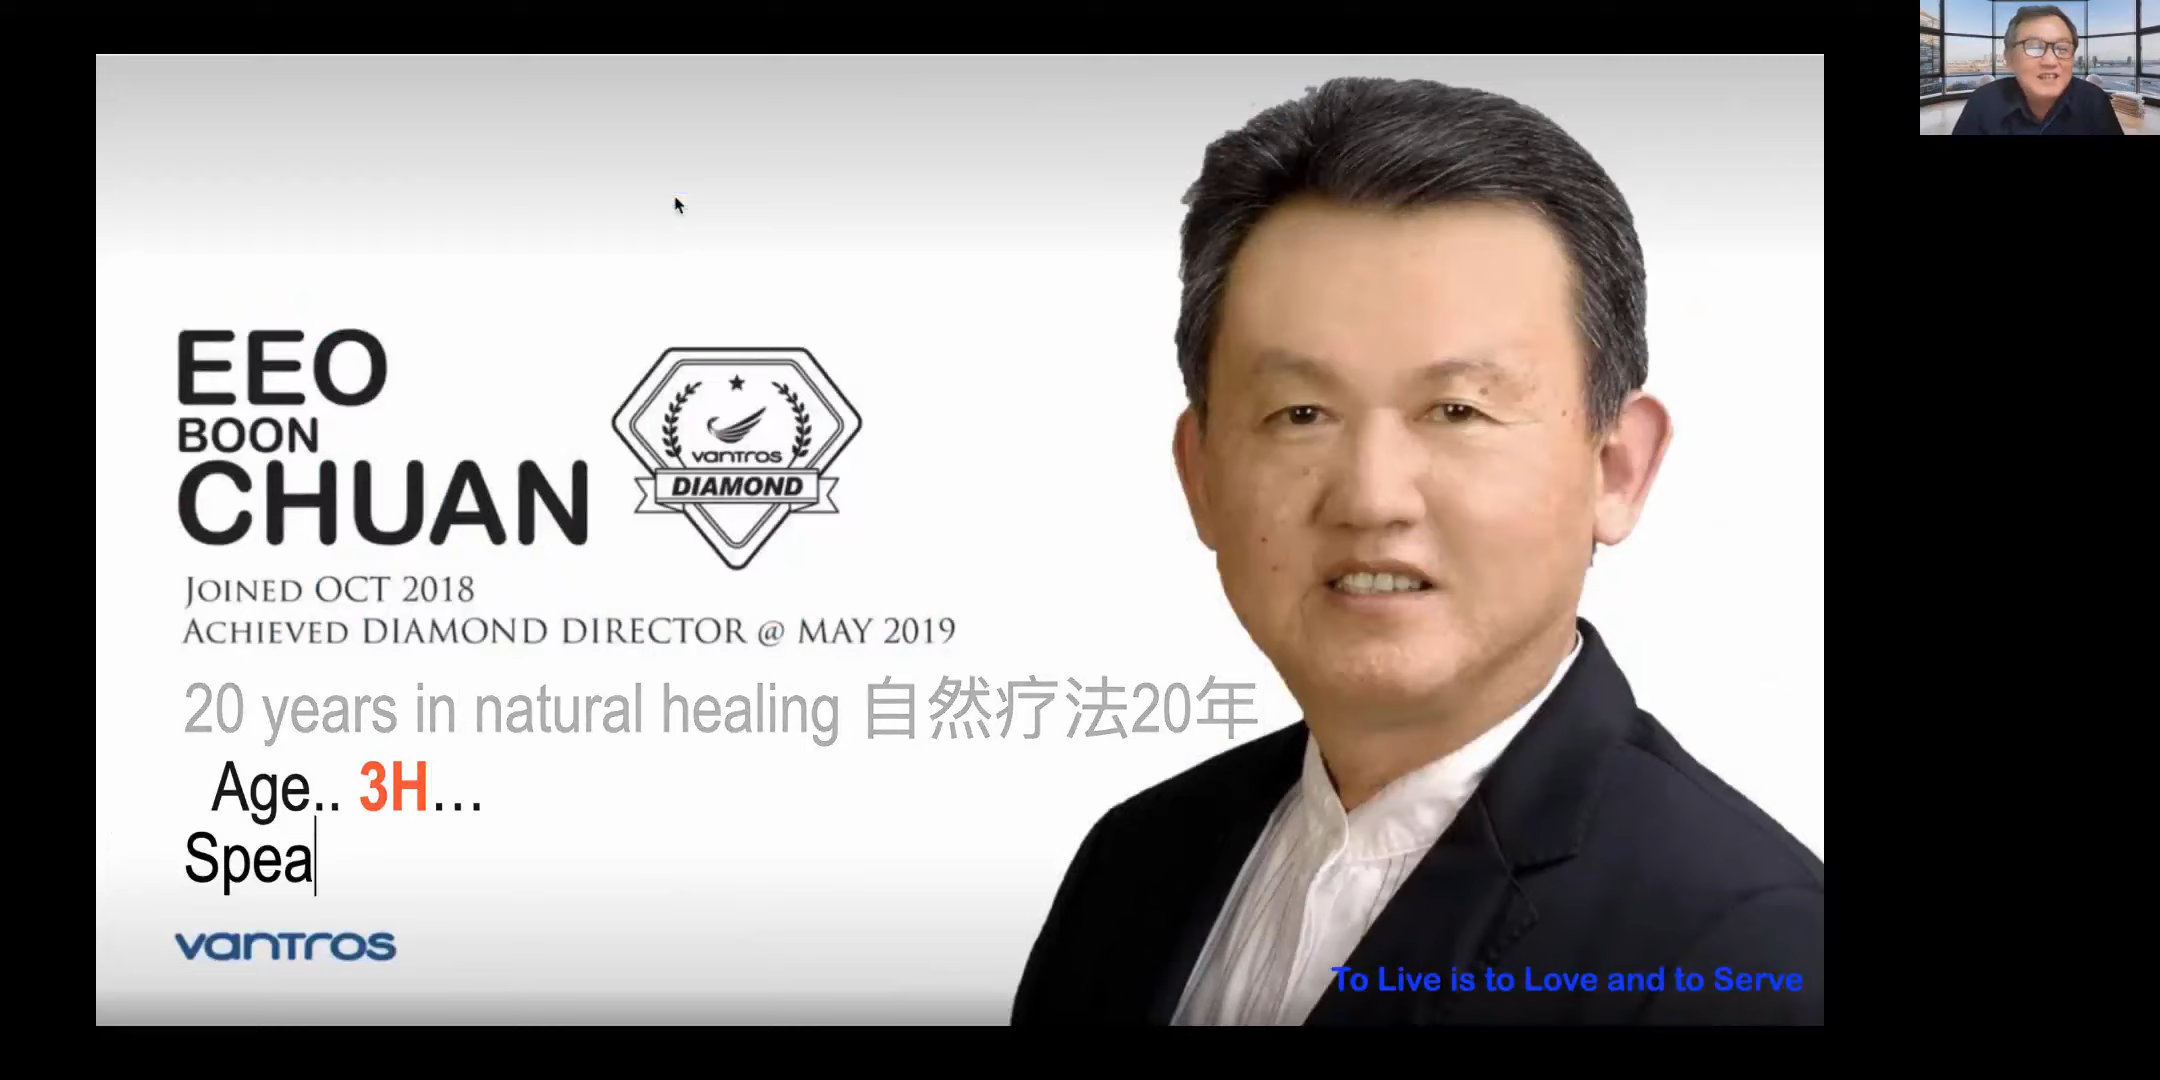 EEO
BOON
CHUAN
vantros
DIAMOND
JOINED OCT 2018
ACHIEVED DIAMOND DIRECTOR @ MAY 2019
20 years in natural healing 自然疗法20年
Age.. 3H...
Spea
vantros
To Live is to Love and to Serve